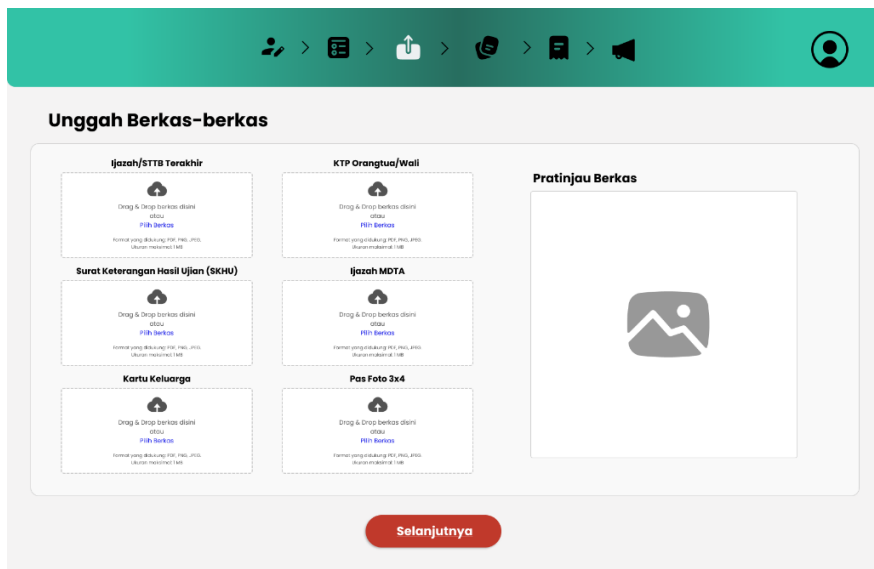 Unggah Berkas-berkas
Ijazah/STTB Terakhir
Drag & Drop berkas disini
atau
Pilih Berkas
Format yang didukung: PDF, PNG, JPEG.
Ukuran maksimal: 1 MB
KTP Orangtua/Wali
Drag & Drop berkas disini
atau
Pilih Berkas
Format yang didukung: PDF, PNG, JPEG.
Ukuran maksimal: 1 MB
Surat Keterangan Hasil Ujian (SKHU)
Drag & Drop berkas disini
atau
Pilih Berkas
Format yang didukung: PDF, PNG, JPEG.
Ukuran maksimal: 1 MB
Ijazah MDTA
Drag & Drop berkas disini
atau
Pilih Berkas
Format yang didukung: PDF, PNG, JPEG.
Ukuran maksimal: 1 MB
Kartu Keluarga
Drag & Drop berkas disini
atau
Pilih Berkas
Format yang didukung: PDF, PNG, JPEG.
Ukuran maksimal: 1 MB
Pas Foto 3x4
Drag & Drop berkas disini
atau
Pilih Berkas
Format yang didukung: PDF, PNG, JPEG.
Ukuran maksimal: 1 MB
Pratinjau Berkas
Selanjutnya